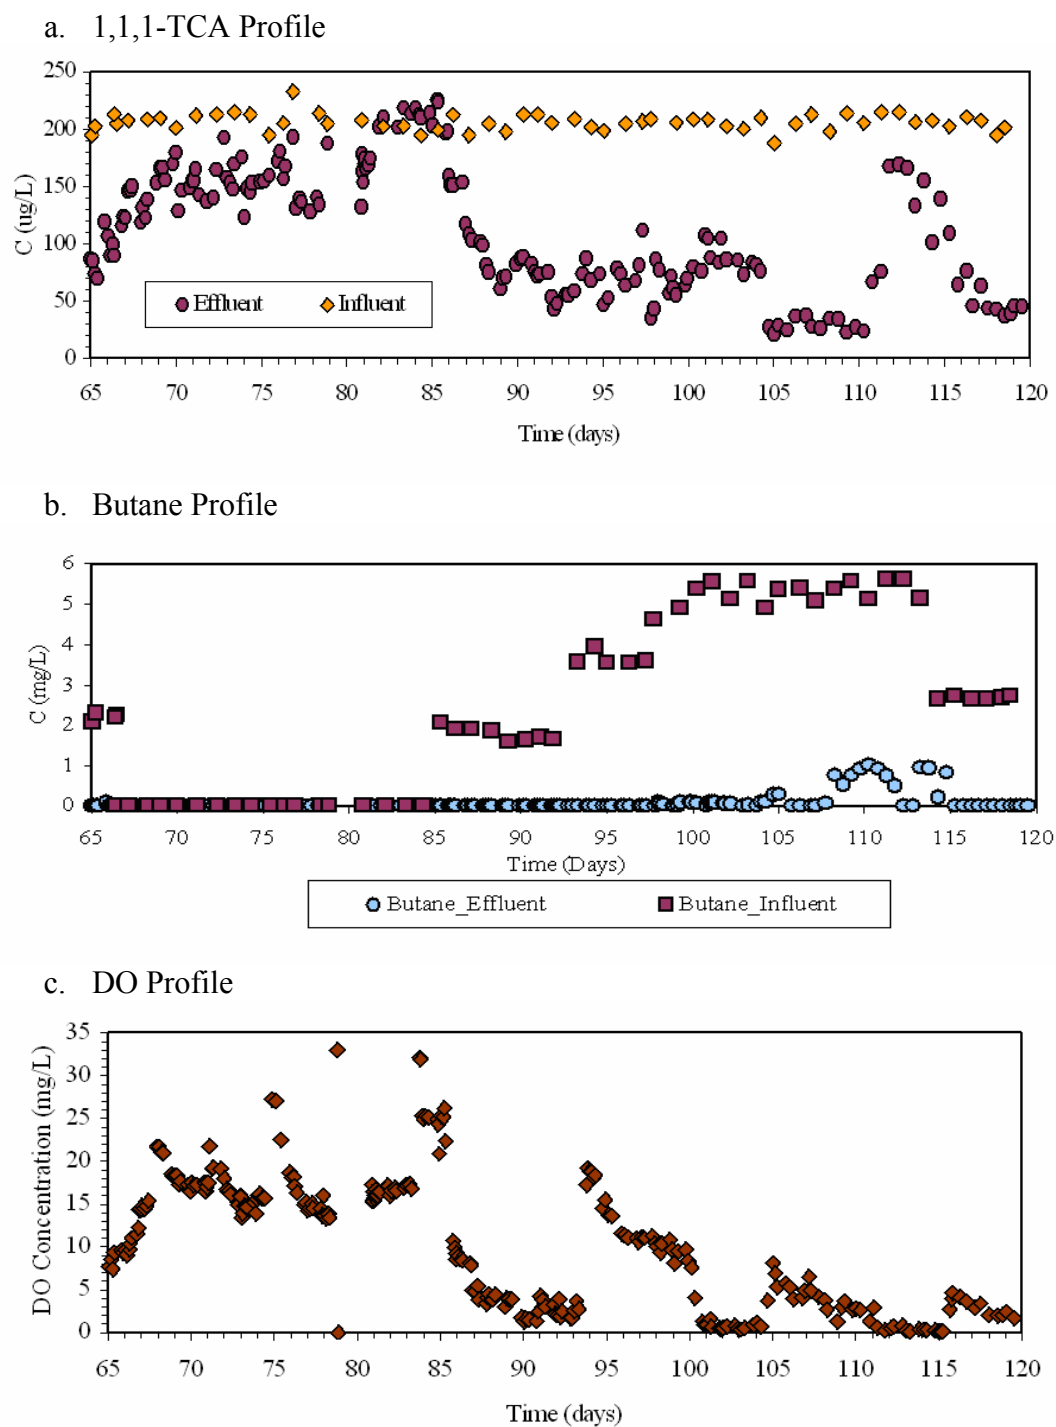 a. 1,1,1-TCA Profile
250
200
150
100
50
0
C (ug/L)
Effluent Influent
65 70 75 80 85 90 95 100 105 110 115 120
Time (days)
b. Butane Profile
6
5
4
3
2
1
0
C (mg/L)
65 70 75 80 85 90 95 100 105 110 115 120
Time (Days)
Butane_Effluent Butane_Influent
c. DO Profile
35
30
25
20
15
10
5
0
DO Concentration (mg/L)
65 70 75 80 85 90 95 100 105 110 115 120
Time (days)